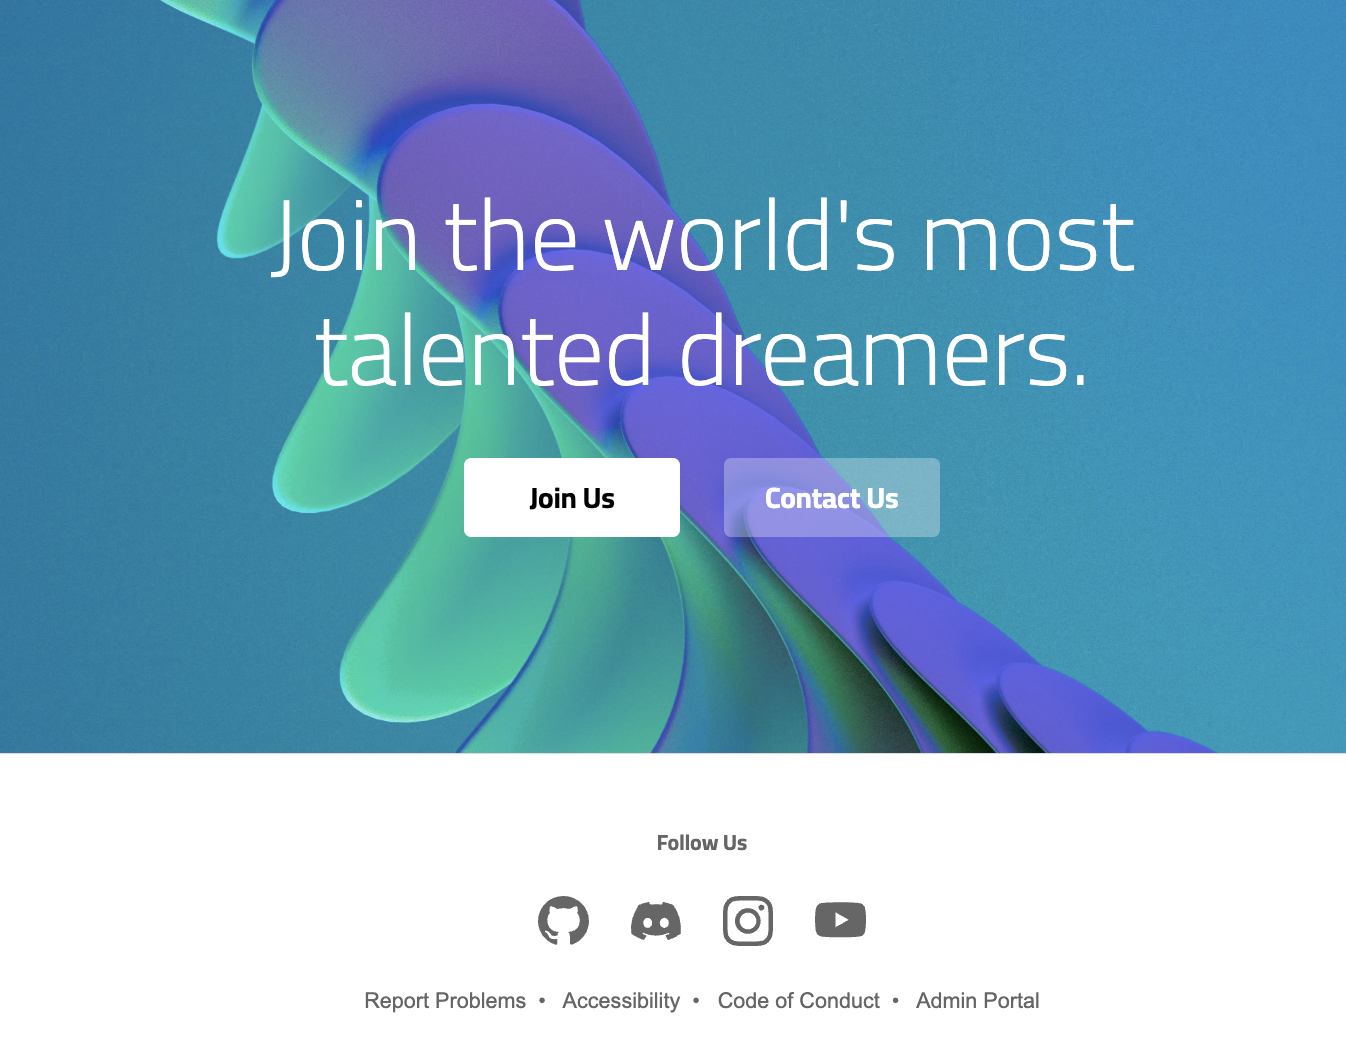 Join the world's most
talented dreamers.
Join Us
Contact Us
Follow Us
Report Problems • Accessibility • Code of Conduct • Admin Portal